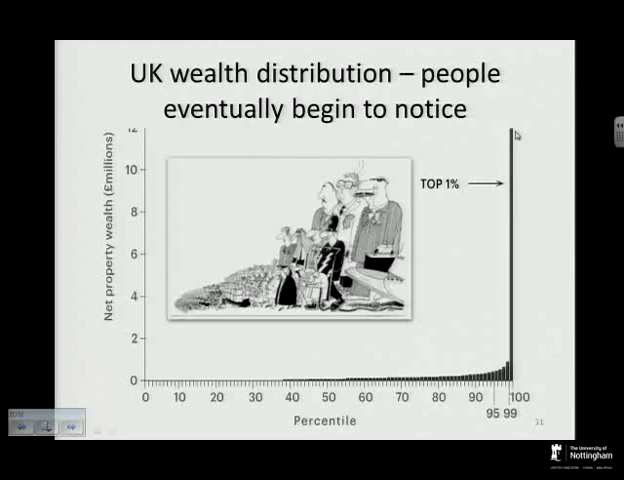 UK wealth distribution – people
eventually begin to notice
12
Net property wealth (£millions)
10
8
6
4
2
0
TOP 1%
0 10 20 30 40 50 60 70 80 90 100
95 99
Percentile
31
The University of
Nottingham